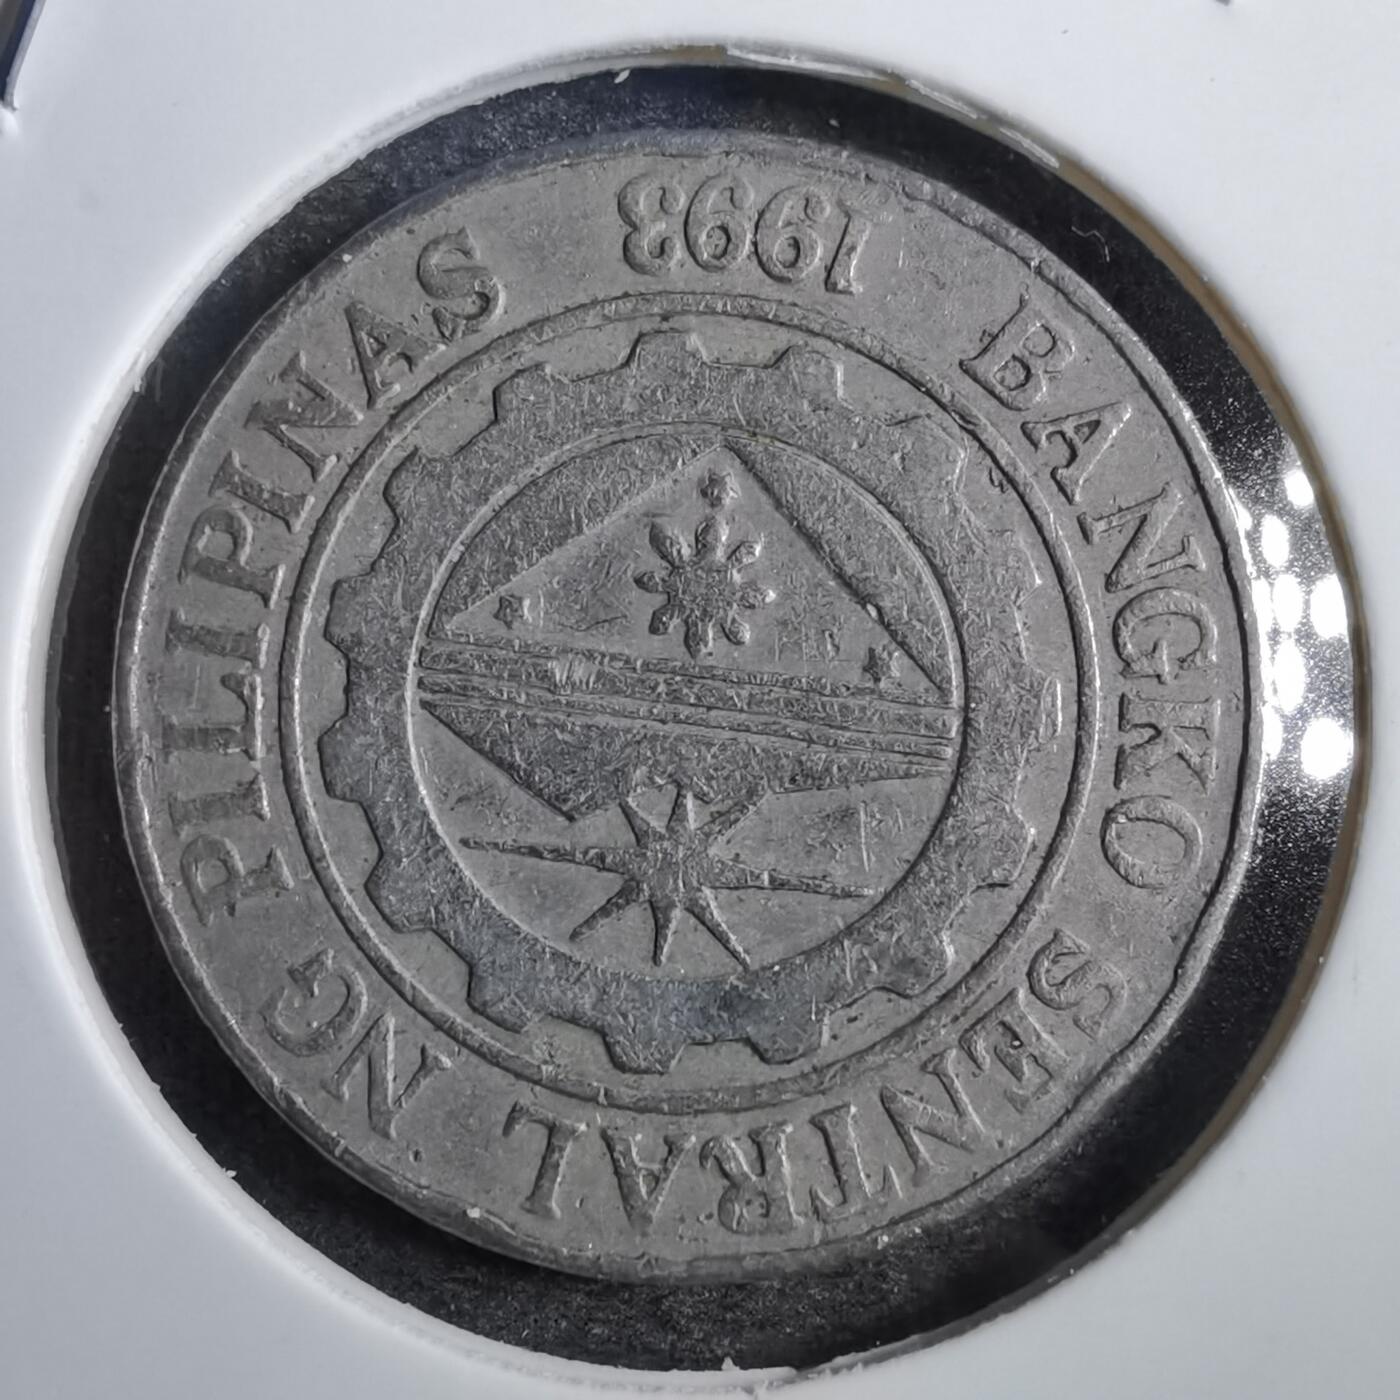 BANGKO SENTRAL NG PILIPINAS
1993